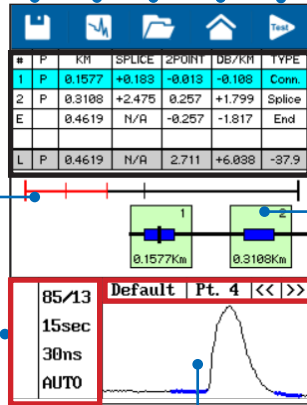 Test
# P KM SPLICE 2POINT DB/KM TYPE
1 P 0.1577 +0.183 -0.013 -0.108 Conn.
2 P 0.3108 +2.475 0.257 +1.799 Splice
E 0.4619 N/A -0.257 -1.817 End
L P 0.4619 N/A 2.711 +6.038 -37.9
1 2
0.1577Km 0.3108Km
85/13 Default Pt. 4 << >>
15sec
30ns
AUTO